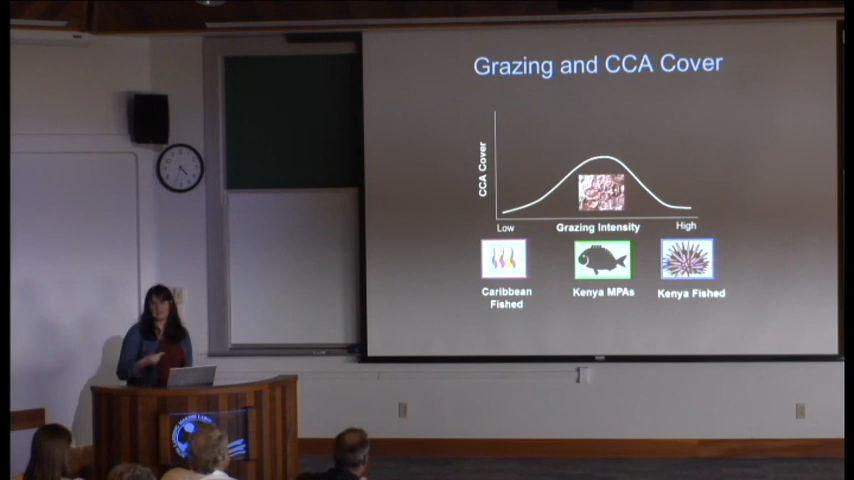 Grazing and CCA Cover
CCA Cover
Low
Grazing Intensity
High
Caribbean
Fished
Kenya MPAs
Kenya Fished